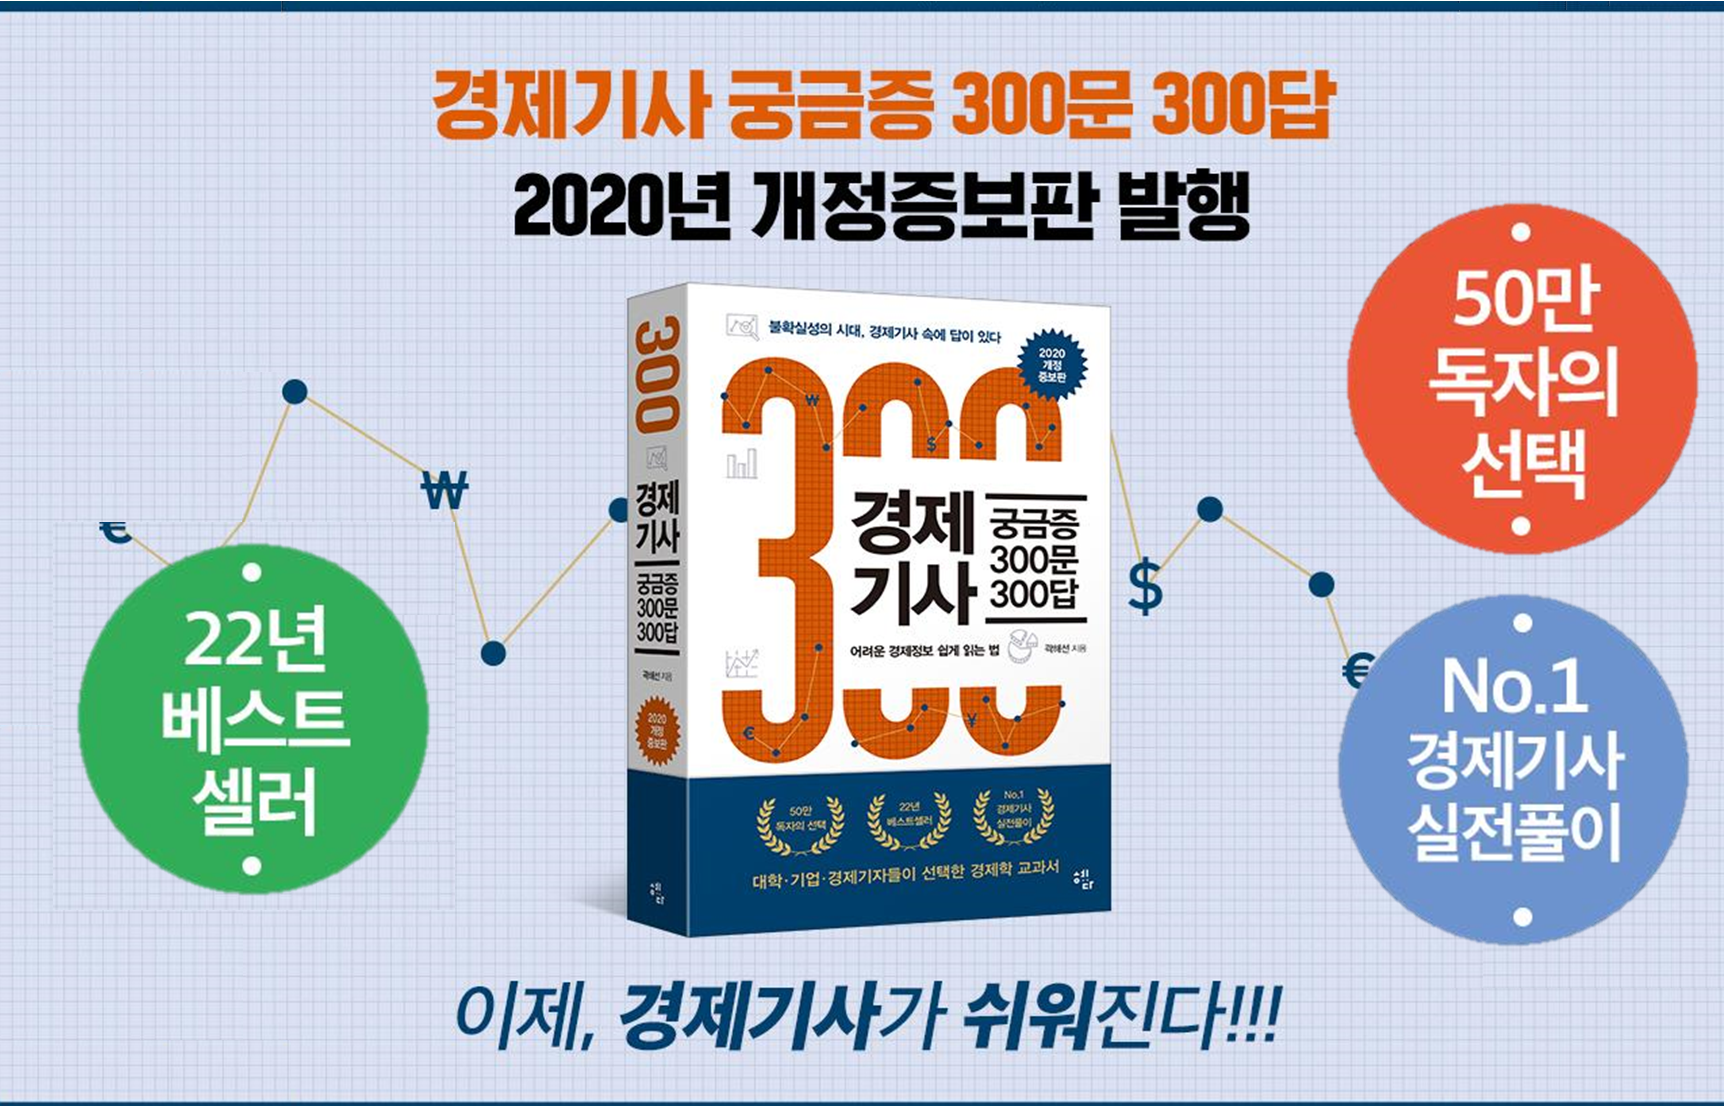 경제기사 궁금증 300문 300답
2020년 개정증보판 발행
50만
독자의
선택
22년
베스트
셀러
No.1
경제기사
실전풀이
300
경제
기사
궁금증
300문
300답
곽해선 지음
2020
개정
증보판
불확실성의 시대, 경제기사 속에 답이 있다
2020
개정
증보판
300
경제
기사
궁금증
300문
300답
어려운 경제정보 쉽게 읽는 법
곽해선 지음
50만
독자의 선택
22년
베스트셀러
No.1
경제기사
실전풀이
대학·기업·경제기자들이 선택한 경제학 교과서
이제, 경제기사가 쉬워진다!!!